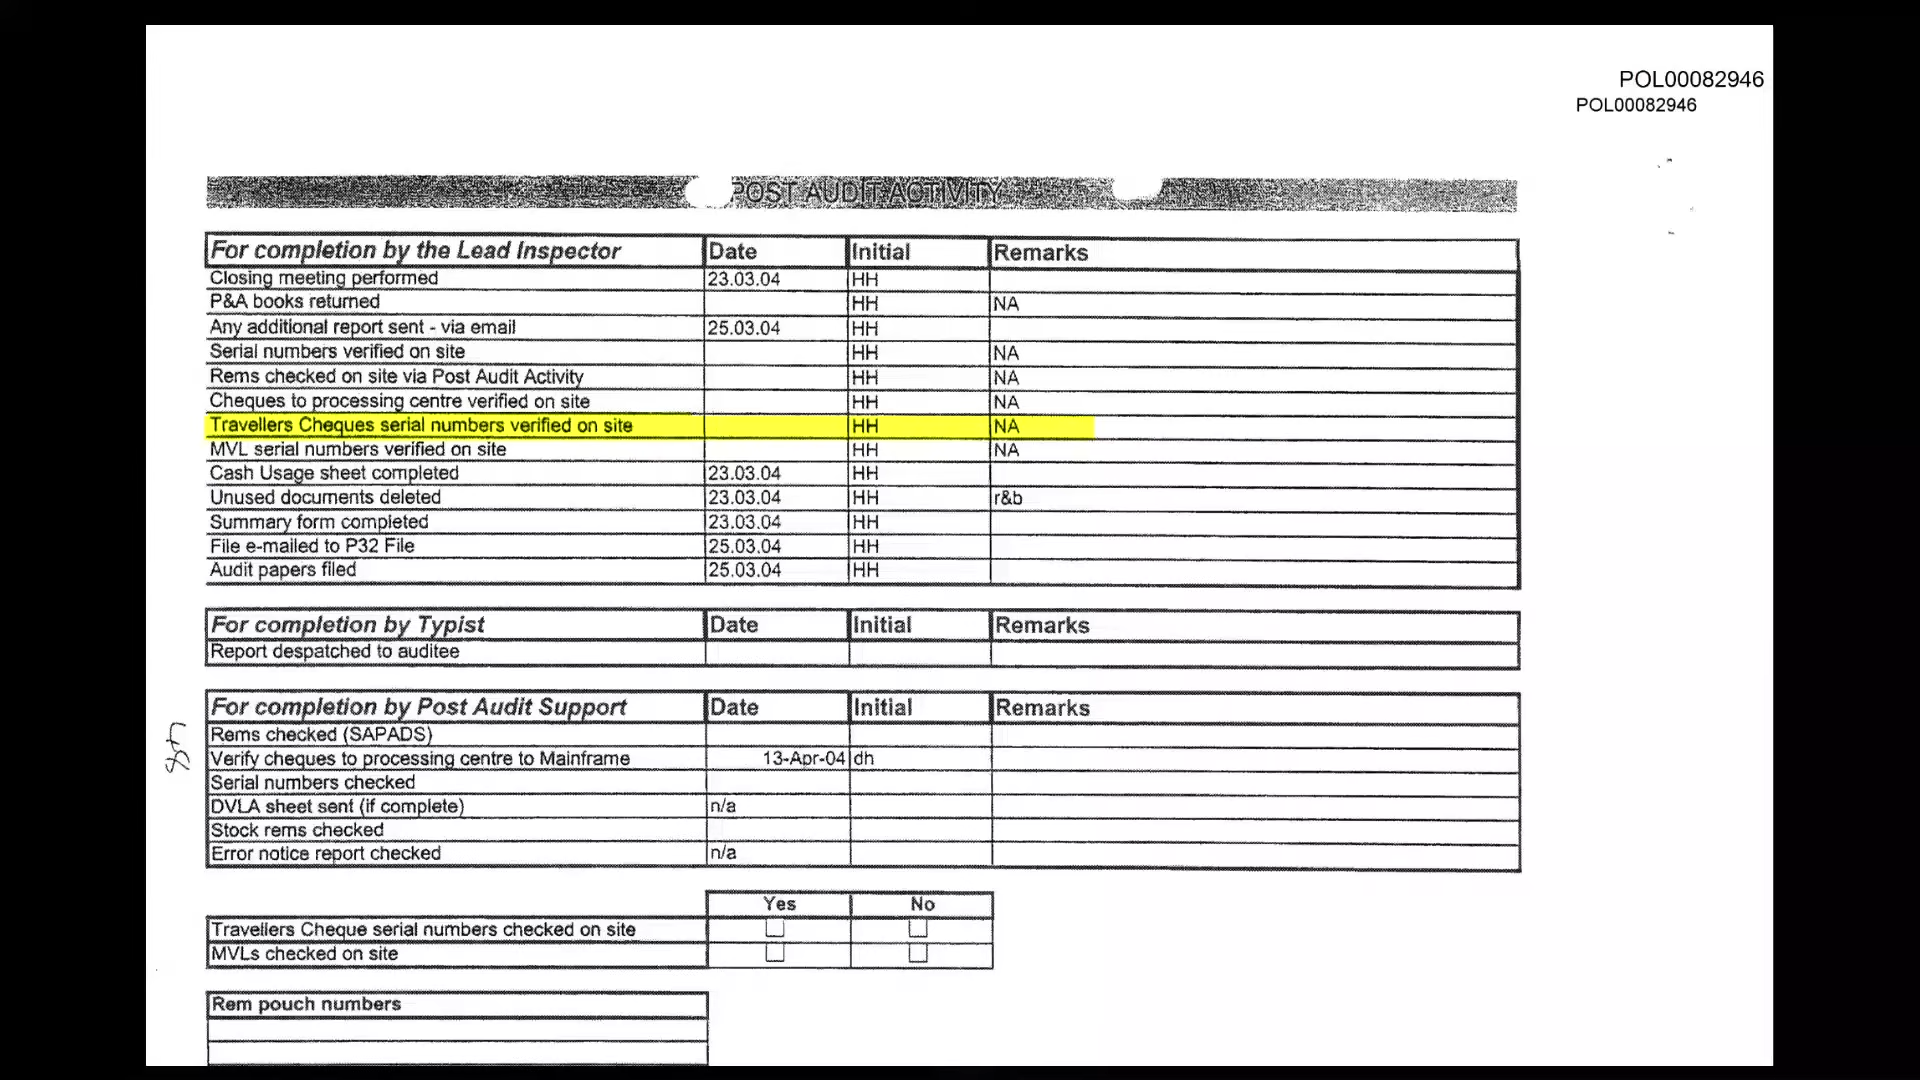 POL00082946
POL00082946
POST AUDIT ACTIVITY
For completion by the Lead Inspector Date Initial Remarks
Closing meeting performed 23.03.04 HH
P&A books returned HH NA
Any additional report sent - via email 25.03.04 HH
Serial numbers verified on site HH NA
Rems checked on site via Post Audit Activity HH NA
Cheques to processing centre verified on site HH NA
Travellers Cheques serial numbers verified on site HH NA
MVL serial numbers verified on site HH NA
Cash Usage sheet completed 23.03.04 HH
Unused documents deleted 23.03.04 HH r&b
Summary form completed 23.03.04 HH
File e-mailed to P32 File 25.03.04 HH
Audit papers filed 25.03.04 HH
For completion by Typist Date Initial Remarks
Report despatched to auditee
For completion by Post Audit Support Date Initial Remarks
Rems checked (SAPADS)
Verify cheques to processing centre to Mainframe 13-Apr-04 dh
Serial numbers checked
DVLA sheet sent (if complete) n/a
Stock rems checked
Error notice report checked n/a
Yes No
Travellers Cheque serial numbers checked on site
MVLs checked on site
Rem pouch numbers